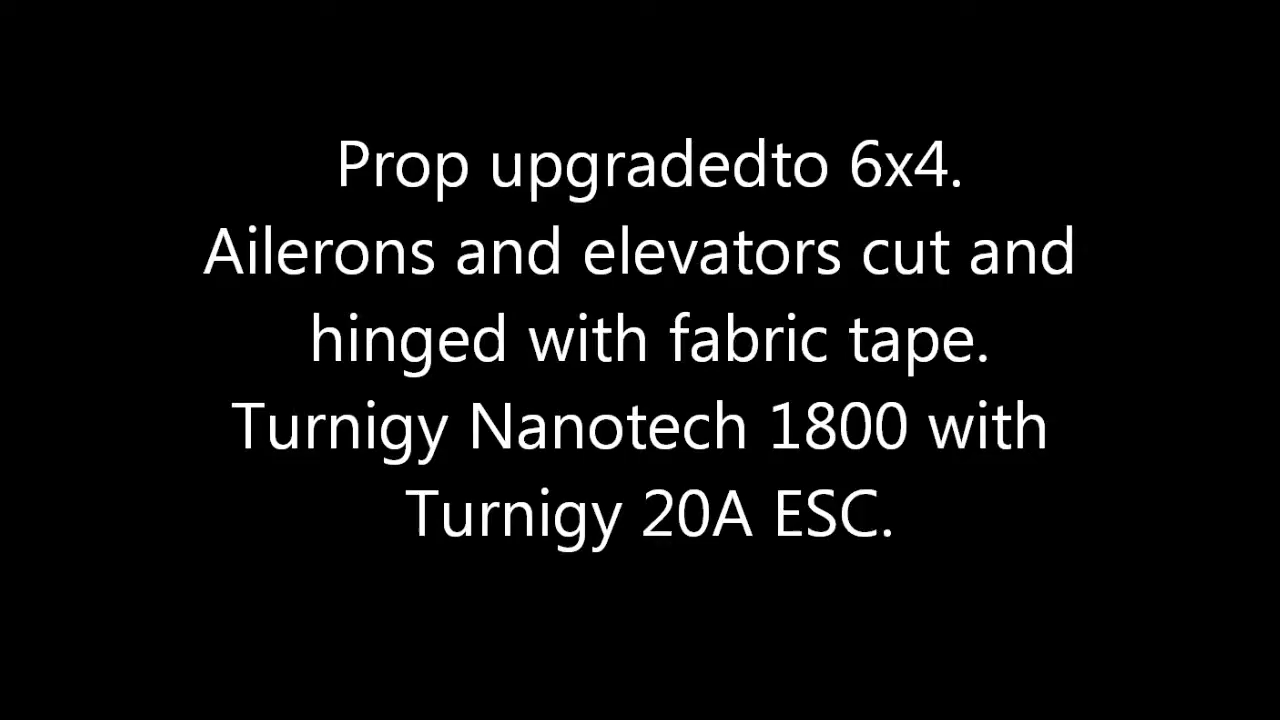 Prop upgradedto 6x4.
Ailerons and elevators cut and
hinged with fabric tape.
Turnigy Nanotech 1800 with
Turnigy 20A ESC.